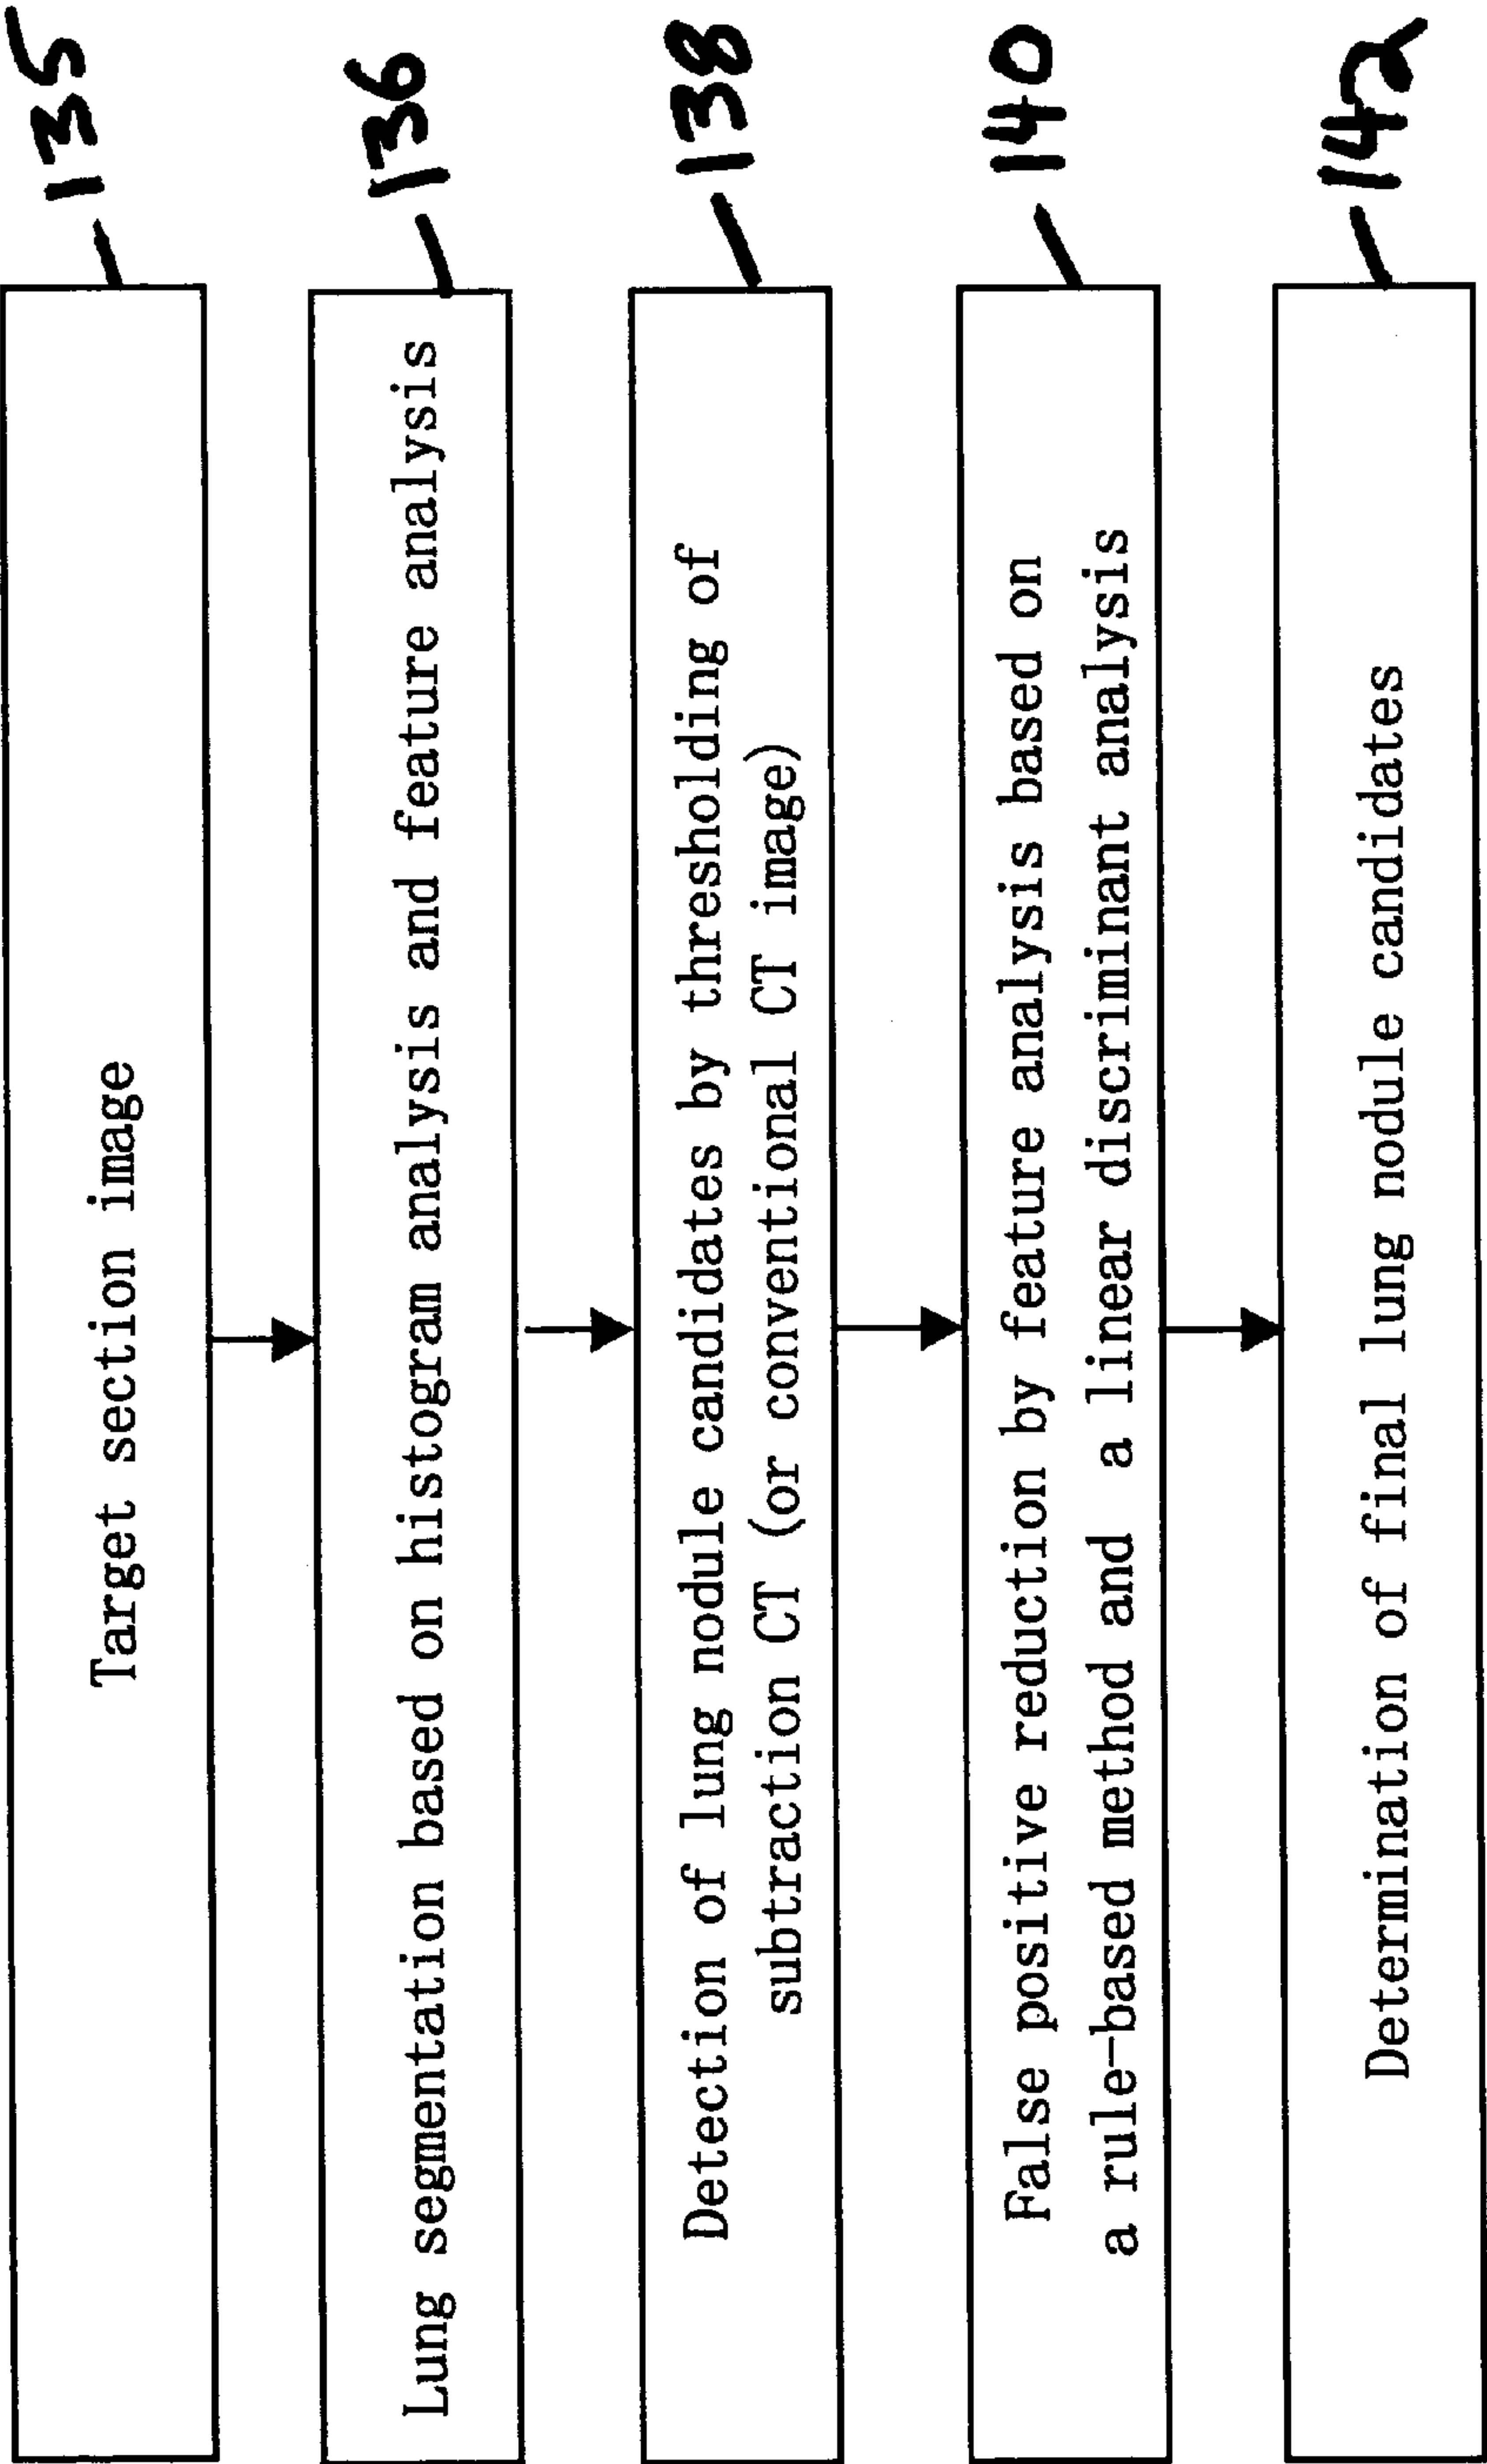 Target section image
135
Lung segmentation based on histogram analysis and feature analysis
136
Detection of lung nodule candidates by thresholding of
subtraction CT (or conventional CT image)
138
False positive reduction by feature analysis based on
a rule-based method and a linear discriminant analysis
140
Determination of final lung nodule candidates
142